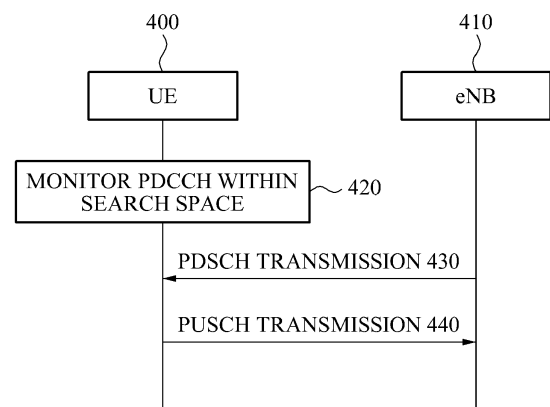 400
410
UE
eNB
MONITOR PDCCH WITHIN
SEARCH SPACE
420
PDSCH TRANSMISSION 430
PUSCH TRANSMISSION 440